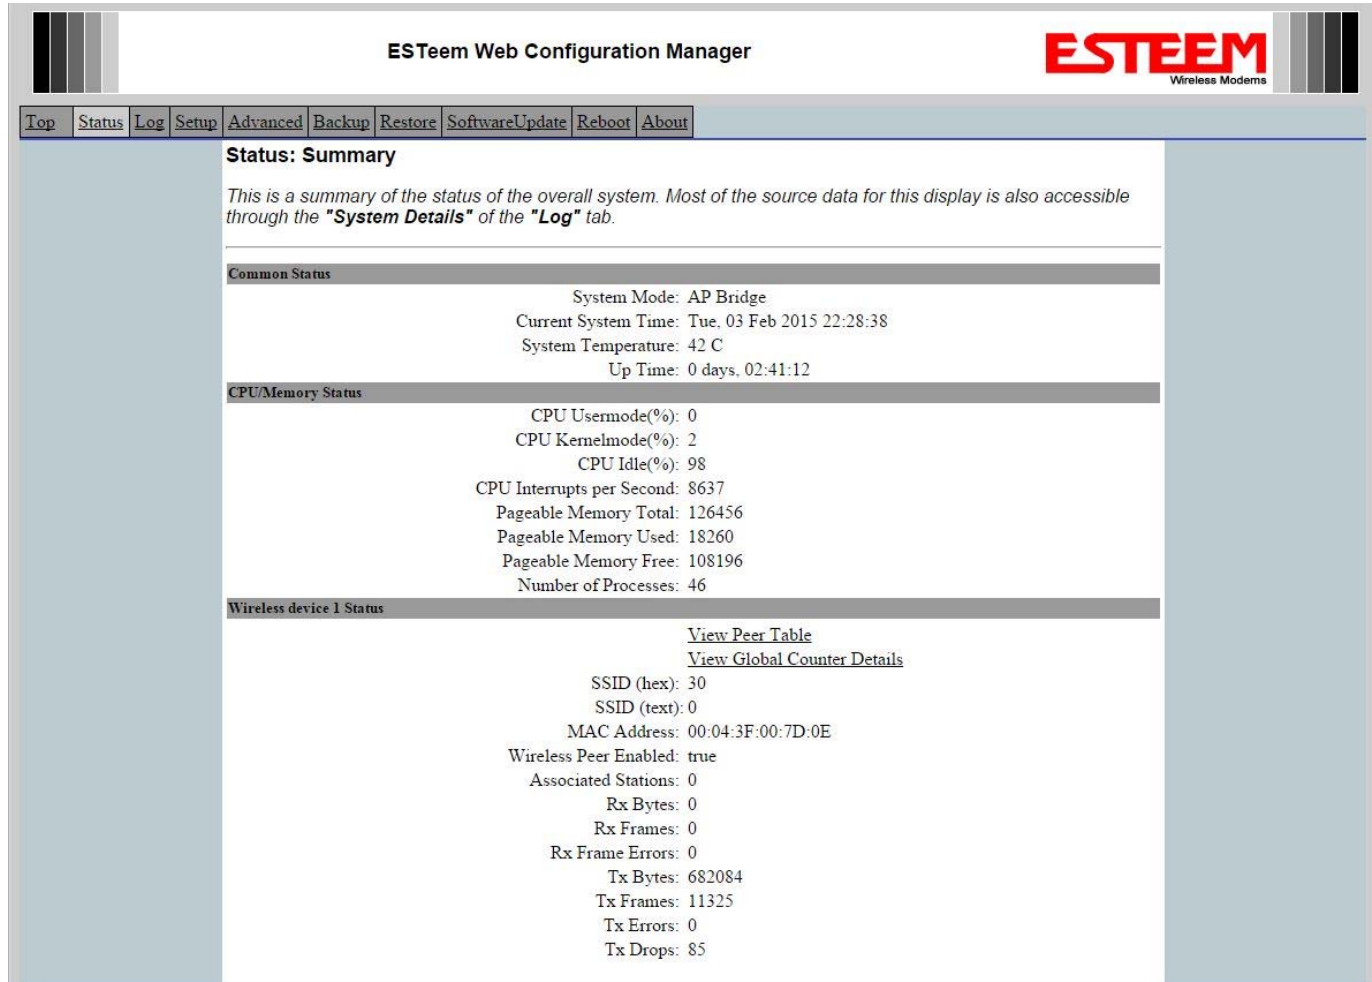 ESTeem Web Configuration Manager
ESTEEM
Wireless Modems
Top Status Log Setup Advanced Backup Restore SoftwareUpdate Reboot About
Status: Summary
This is a summary of the status of the overall system. Most of the source data for this display is also accessible
through the "System Details" of the "Log" tab.
Common Status
System Mode: AP Bridge
Current System Time: Tue, 03 Feb 2015 22:28:38
System Temperature: 42 C
Up Time: 0 days, 02:41:12
CPU/Memory Status
CPU Usermode(%): 0
CPU Kernelmode(%): 2
CPU Idle(%): 98
CPU Interrupts per Second: 8637
Pageable Memory Total: 126456
Pageable Memory Used: 18260
Pageable Memory Free: 108196
Number of Processes: 46
Wireless device 1 Status
View Peer Table
View Global Counter Details
SSID (hex): 30
SSID (text): 0
MAC Address: 00:04:3F:00:7D:0E
Wireless Peer Enabled: true
Associated Stations: 0
Rx Bytes: 0
Rx Frames: 0
Rx Frame Errors: 0
Tx Bytes: 682084
Tx Frames: 11325
Tx Errors: 0
Tx Drops: 85